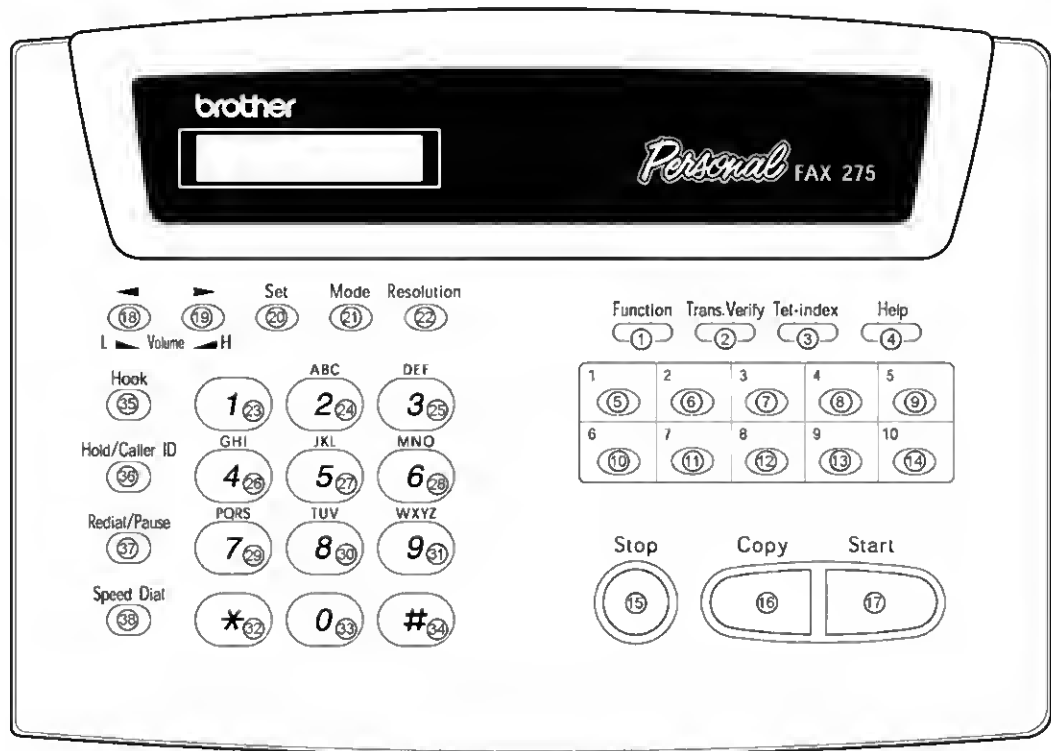 brother
Personal FAX 275
Set Mode Resolution
18 19 20 21 22
L Volume H
Function Trans.Verify Tel-index Help
1 2 3 4
Hook
35
ABC DEF
1 23 2 24 3 25
Hold/Caller ID
36
GHI JKL MNO
4 26 5 27 6 28
Redial/Pause
37
PQRS TUV WXYZ
7 29 8 30 9 31
Speed Dial
38
* 32 0 33 # 34
1 2 3 4 5
5 6 7 8 9
6 7 8 9 10
10 11 12 13 14
Stop Copy Start
15 16 17